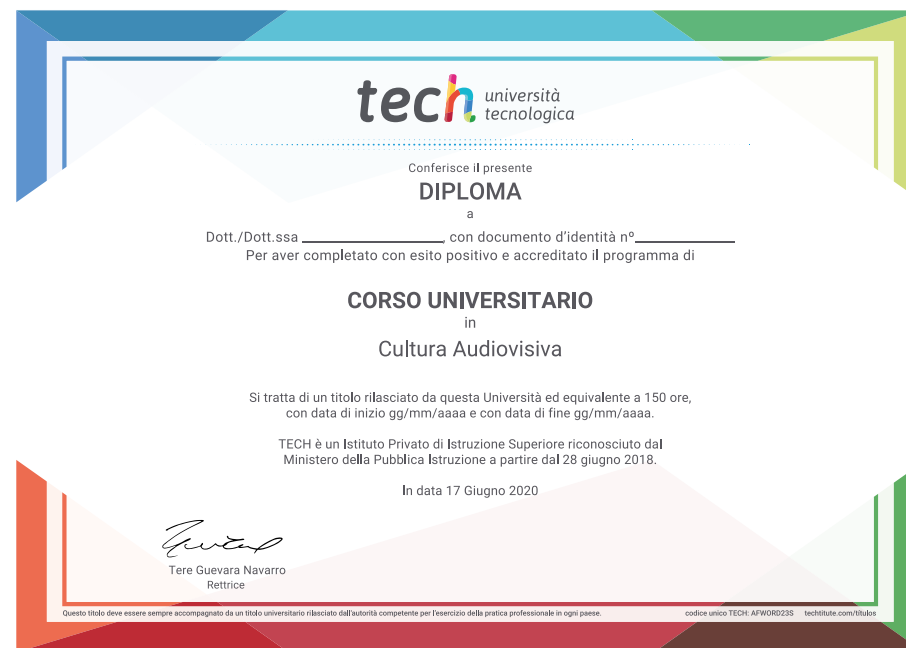 tech università
tecnologica
Conferisce il presente
DIPLOMA
a
Dott./Dott.ssa ____________________, con documento d'identità nº______________
Per aver completato con esito positivo e accreditato il programma di
CORSO UNIVERSITARIO
in
Cultura Audiovisiva
Si tratta di un titolo rilasciato da questa Università ed equivalente a 150 ore,
con data di inizio gg/mm/aaaa e con data di fine gg/mm/aaaa.
TECH è un Istituto Privato di Istruzione Superiore riconosciuto dal
Ministero della Pubblica Istruzione a partire dal 28 giugno 2018.
In data 17 Giugno 2020
Tere Guevara Navarro
Rettrice
Questo titolo deve essere sempre accompagnato da un titolo universitario rilasciato dall'autorità competente per l'esercizio della pratica professionale in ogni paese. codice unico TECH: AFWORD23S techtitute.com/títulos